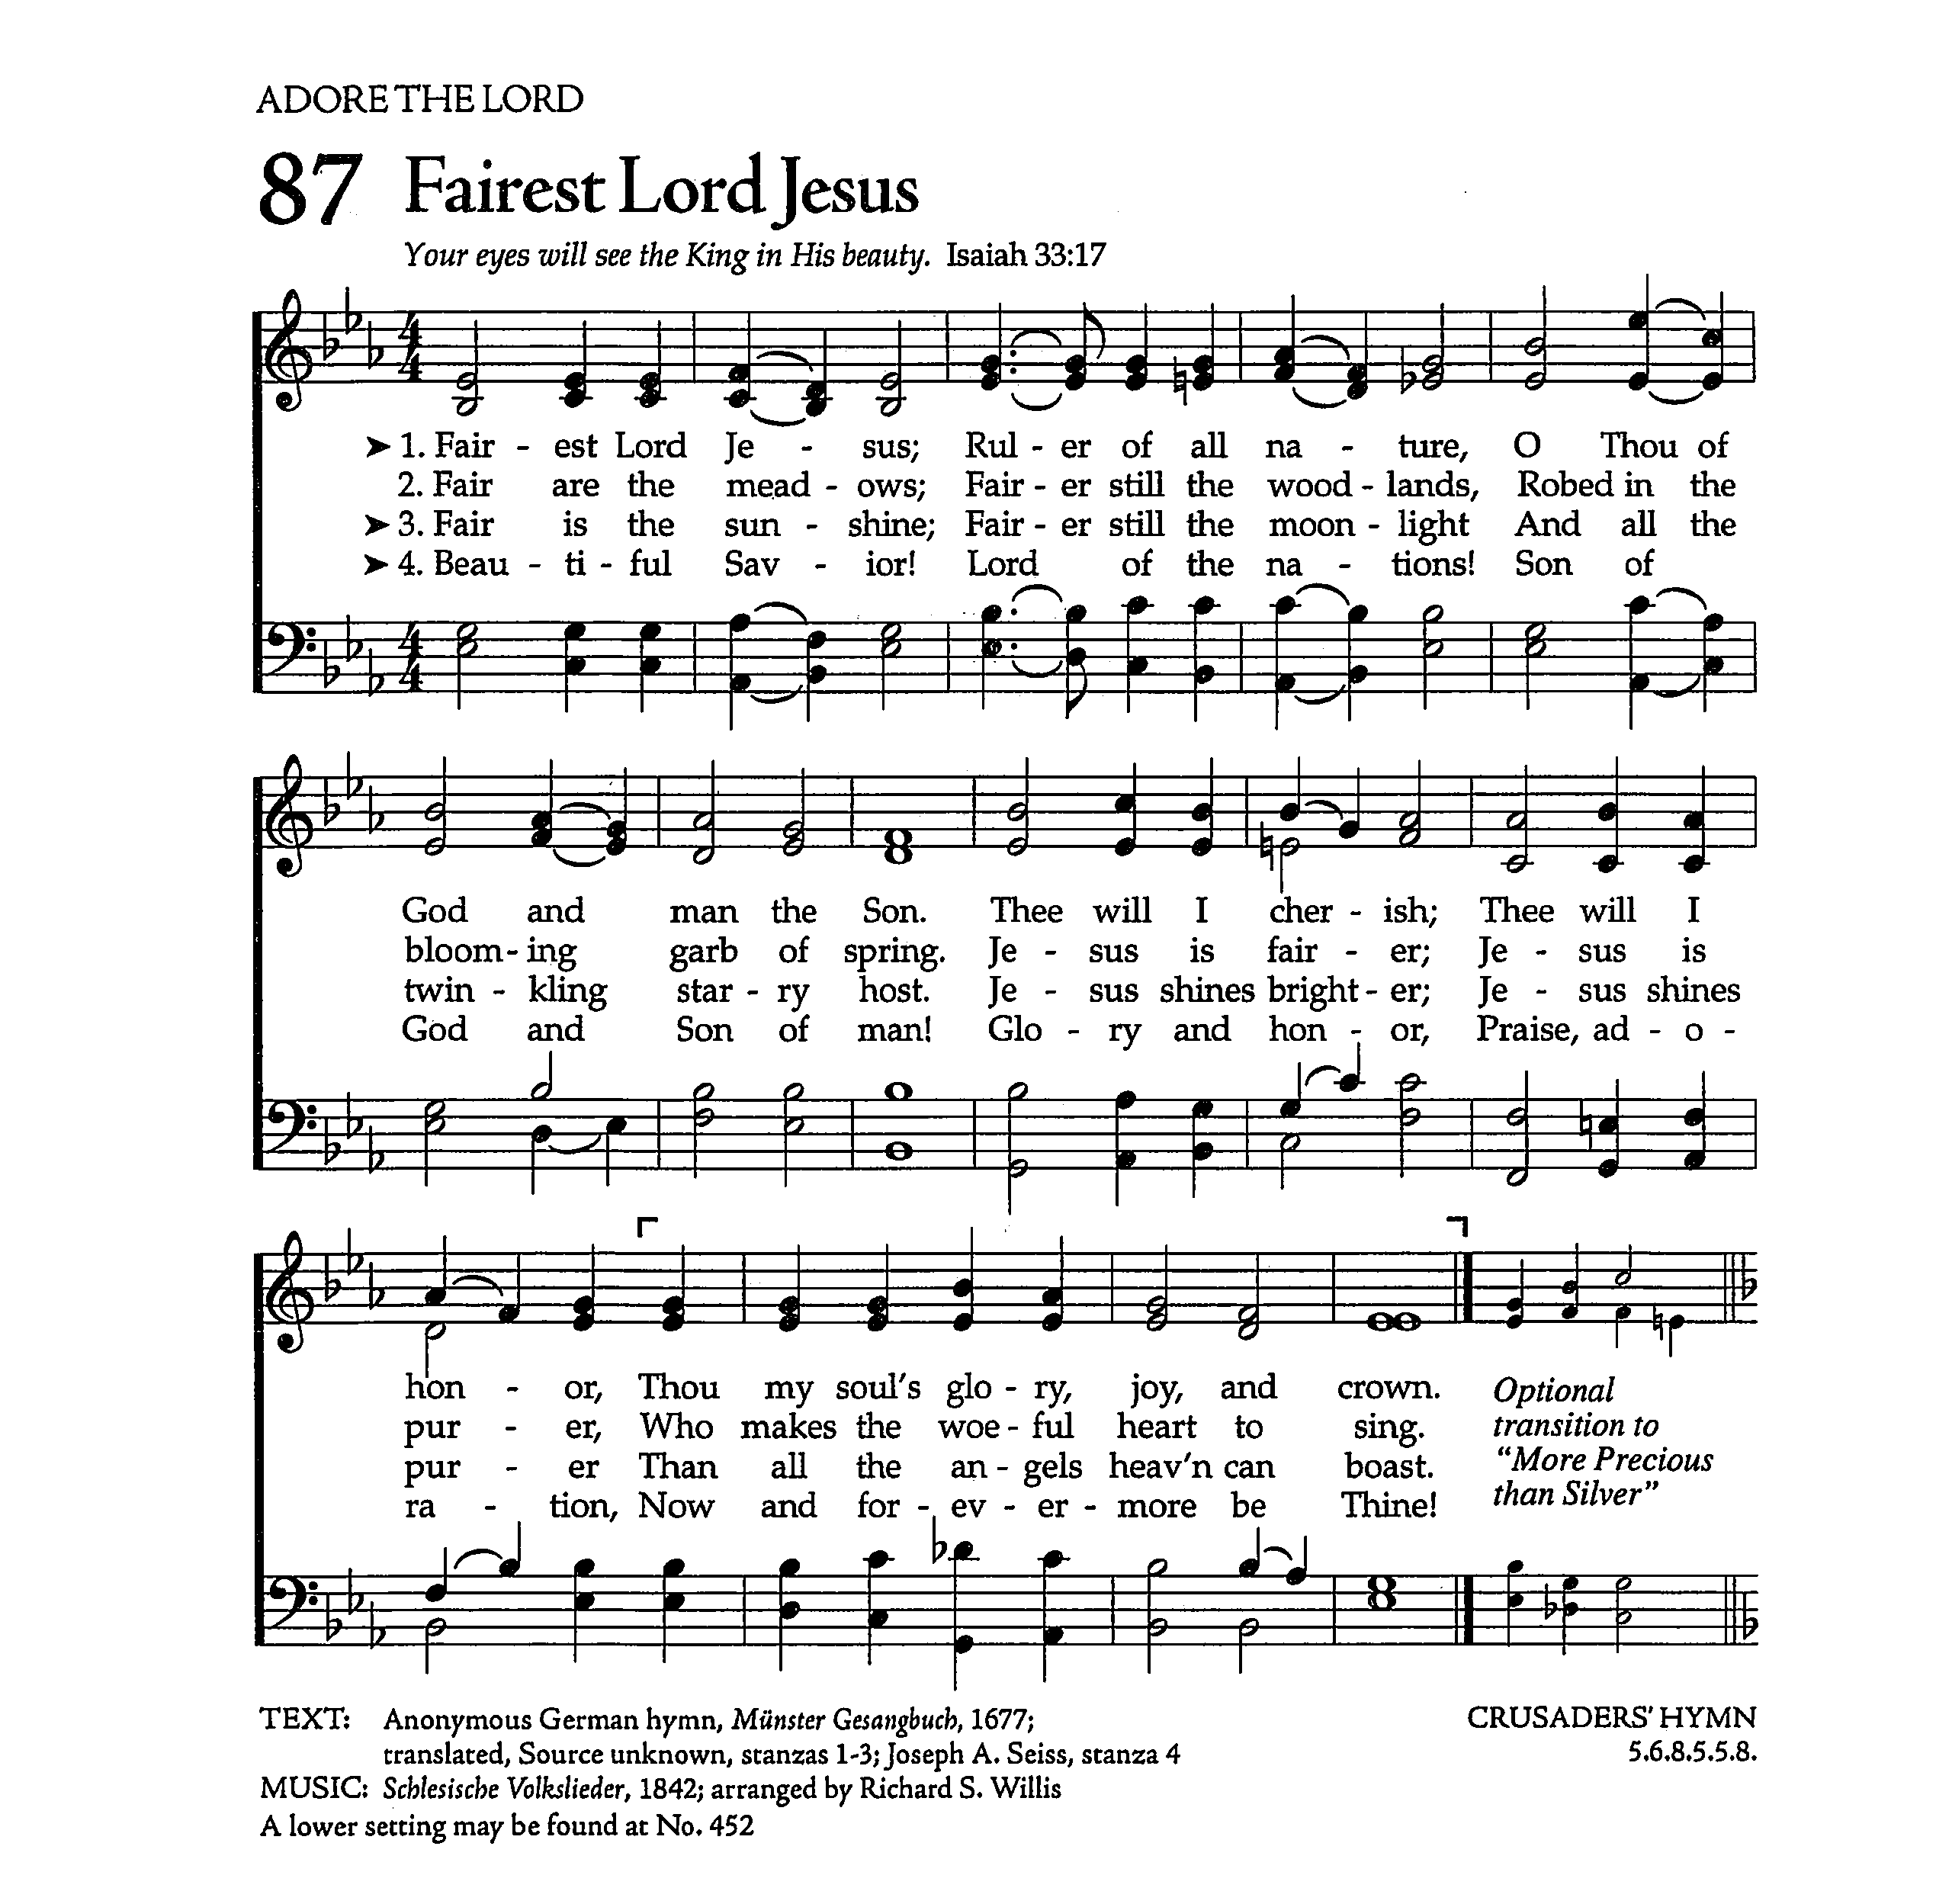 ADORE THE LORD
87 Fairest Lord Jesus
Your eyes will see the King in His beauty. Isaiah 33:17
➤ 1. Fair - est Lord Je - sus; Rul - er of all na - ture, O Thou of
2. Fair are the mead - ows; Fair - er still the wood - lands, Robed in the
➤ 3. Fair is the sun - shine; Fair - er still the moon - light And all the
➤ 4. Beau - ti - ful Sav - ior! Lord of the na - tions! Son of
God and man the Son. Thee will I cher - ish; Thee will I
bloom - ing garb of spring. Je - sus is fair - er; Je - sus is
twin - kling star - ry host. Je - sus shines bright - er; Je - sus shines
God and Son of man! Glo - ry and hon - or, Praise, ad - o -
hon - or, Thou my soul's glo - ry, joy, and crown. Optional
pur - er, Who makes the woe - ful heart to sing. transition to
pur - er Than all the an - gels heav'n can boast. "More Precious
ra - tion, Now and for - ev - er - more be Thine! than Silver"
TEXT: Anonymous German hymn, Münster Gesangbuch, 1677; CRUSADERS' HYMN
translated, Source unknown, stanzas 1-3; Joseph A. Seiss, stanza 4 5.6.8.5.5.8.
MUSIC: Schlesische Volkslieder, 1842; arranged by Richard S. Willis
A lower setting may be found at No. 452